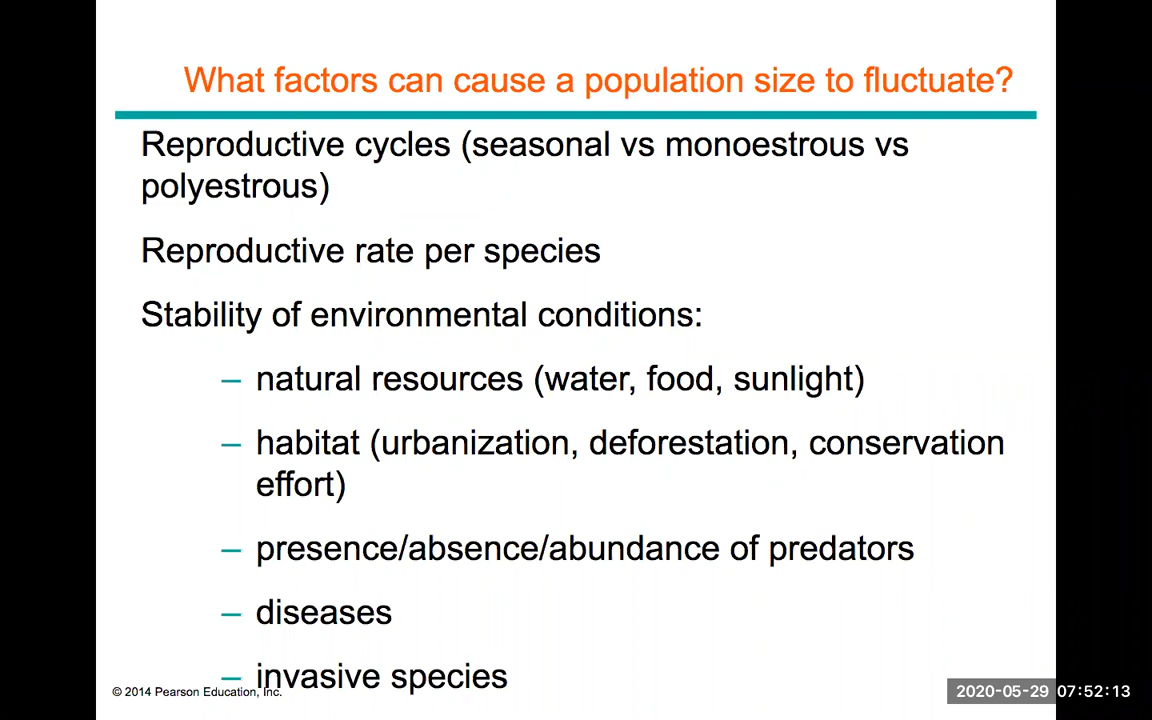 What factors can cause a population size to fluctuate?
Reproductive cycles (seasonal vs monoestrous vs
polyestrous)
Reproductive rate per species
Stability of environmental conditions:
– natural resources (water, food, sunlight)
– habitat (urbanization, deforestation, conservation
effort)
– presence/absence/abundance of predators
– diseases
– invasive species
© 2014 Pearson Education, Inc.
2020-05-29 07:52:13